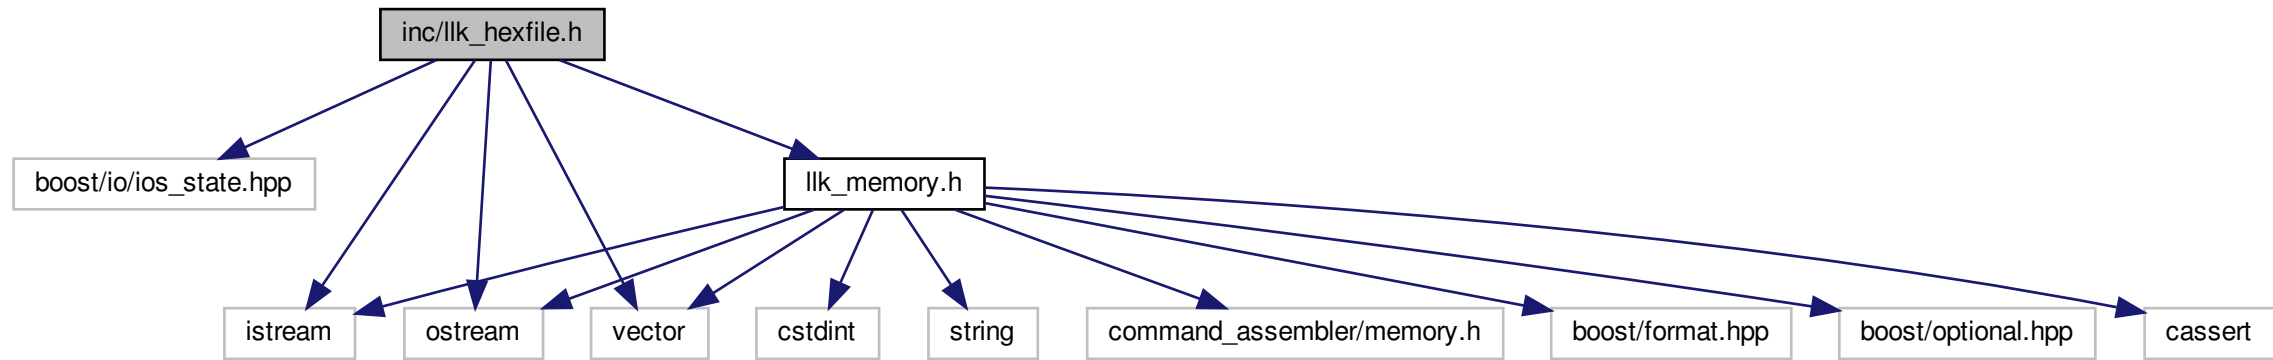 inc/llk_hexfile.h
boost/io/ios_state.hpp
llk_memory.h
istream
ostream
vector
cstdint
string
command_assembler/memory.h
boost/format.hpp
boost/optional.hpp
cassert